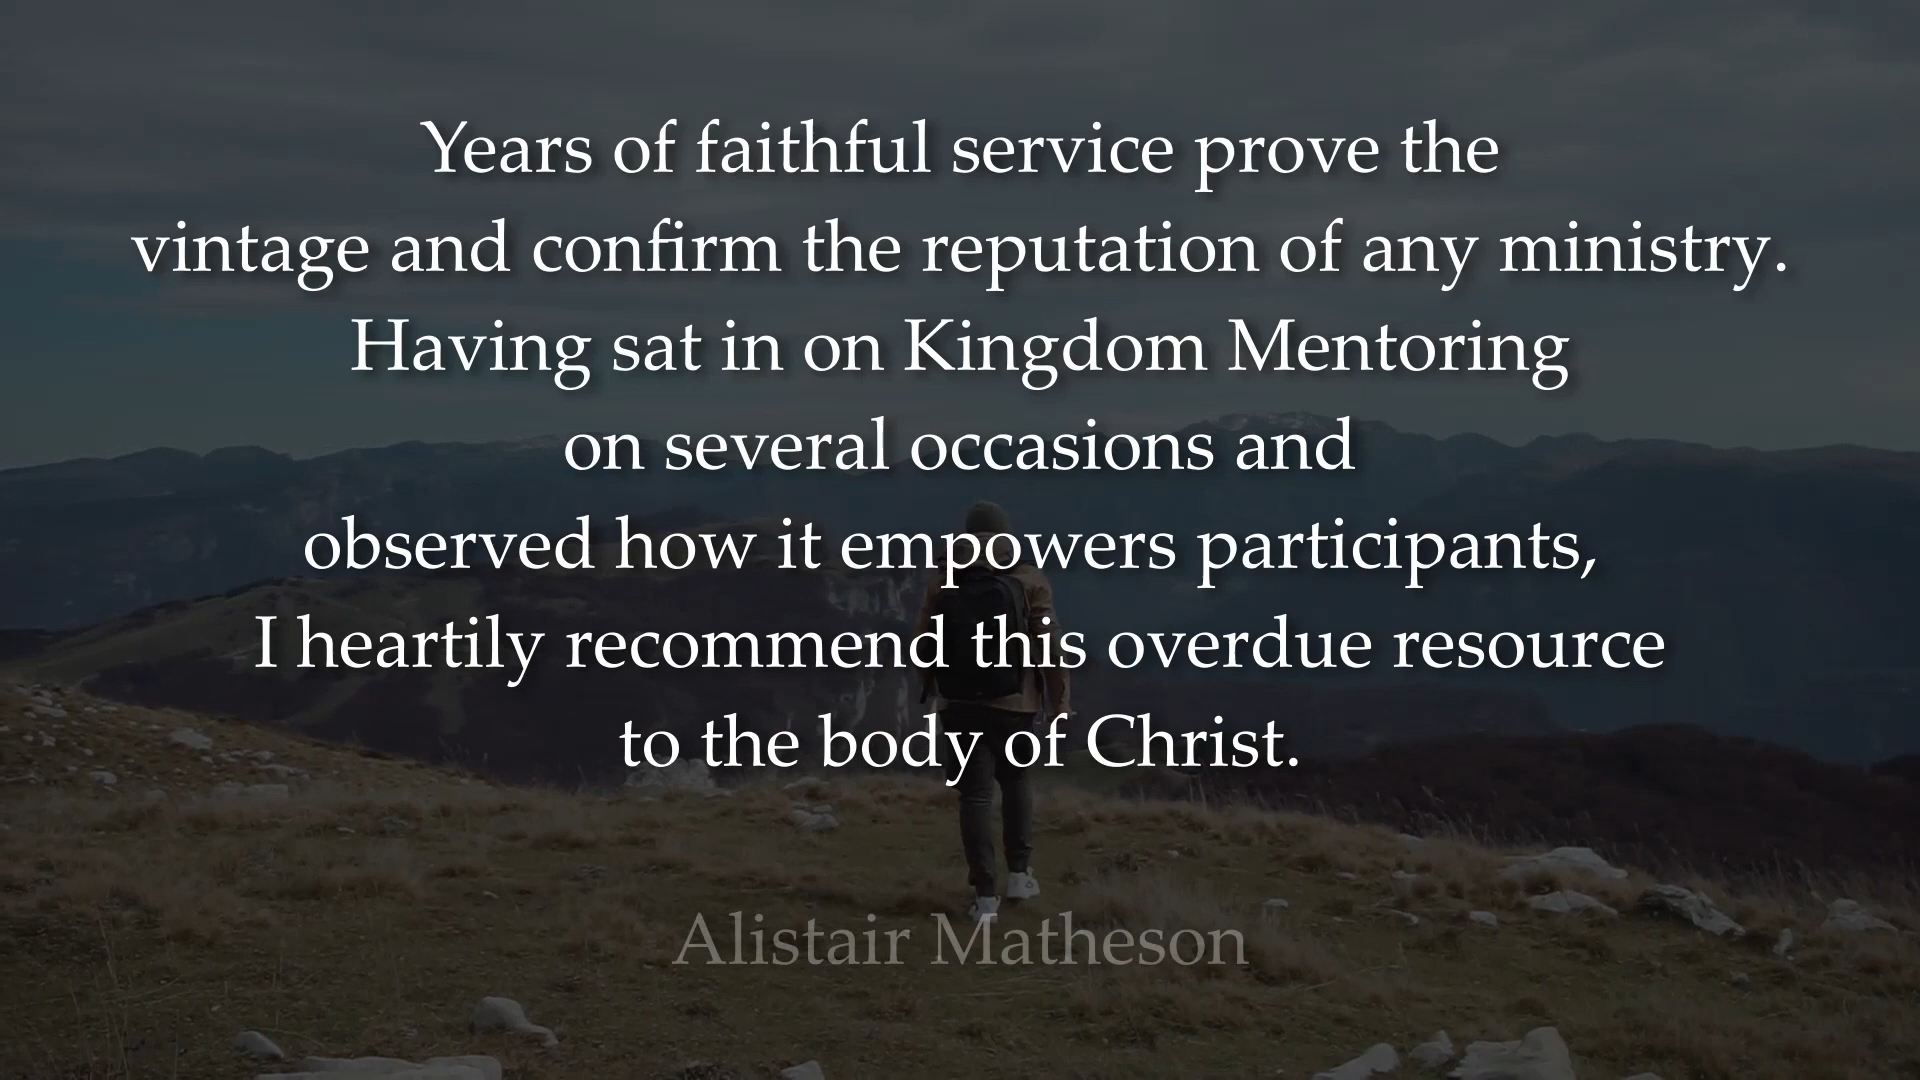 Years of faithful service prove the
vintage and confirm the reputation of any ministry.
Having sat in on Kingdom Mentoring
on several occasions and
observed how it empowers participants,
I heartily recommend this overdue resource
to the body of Christ.
Alistair Matheson